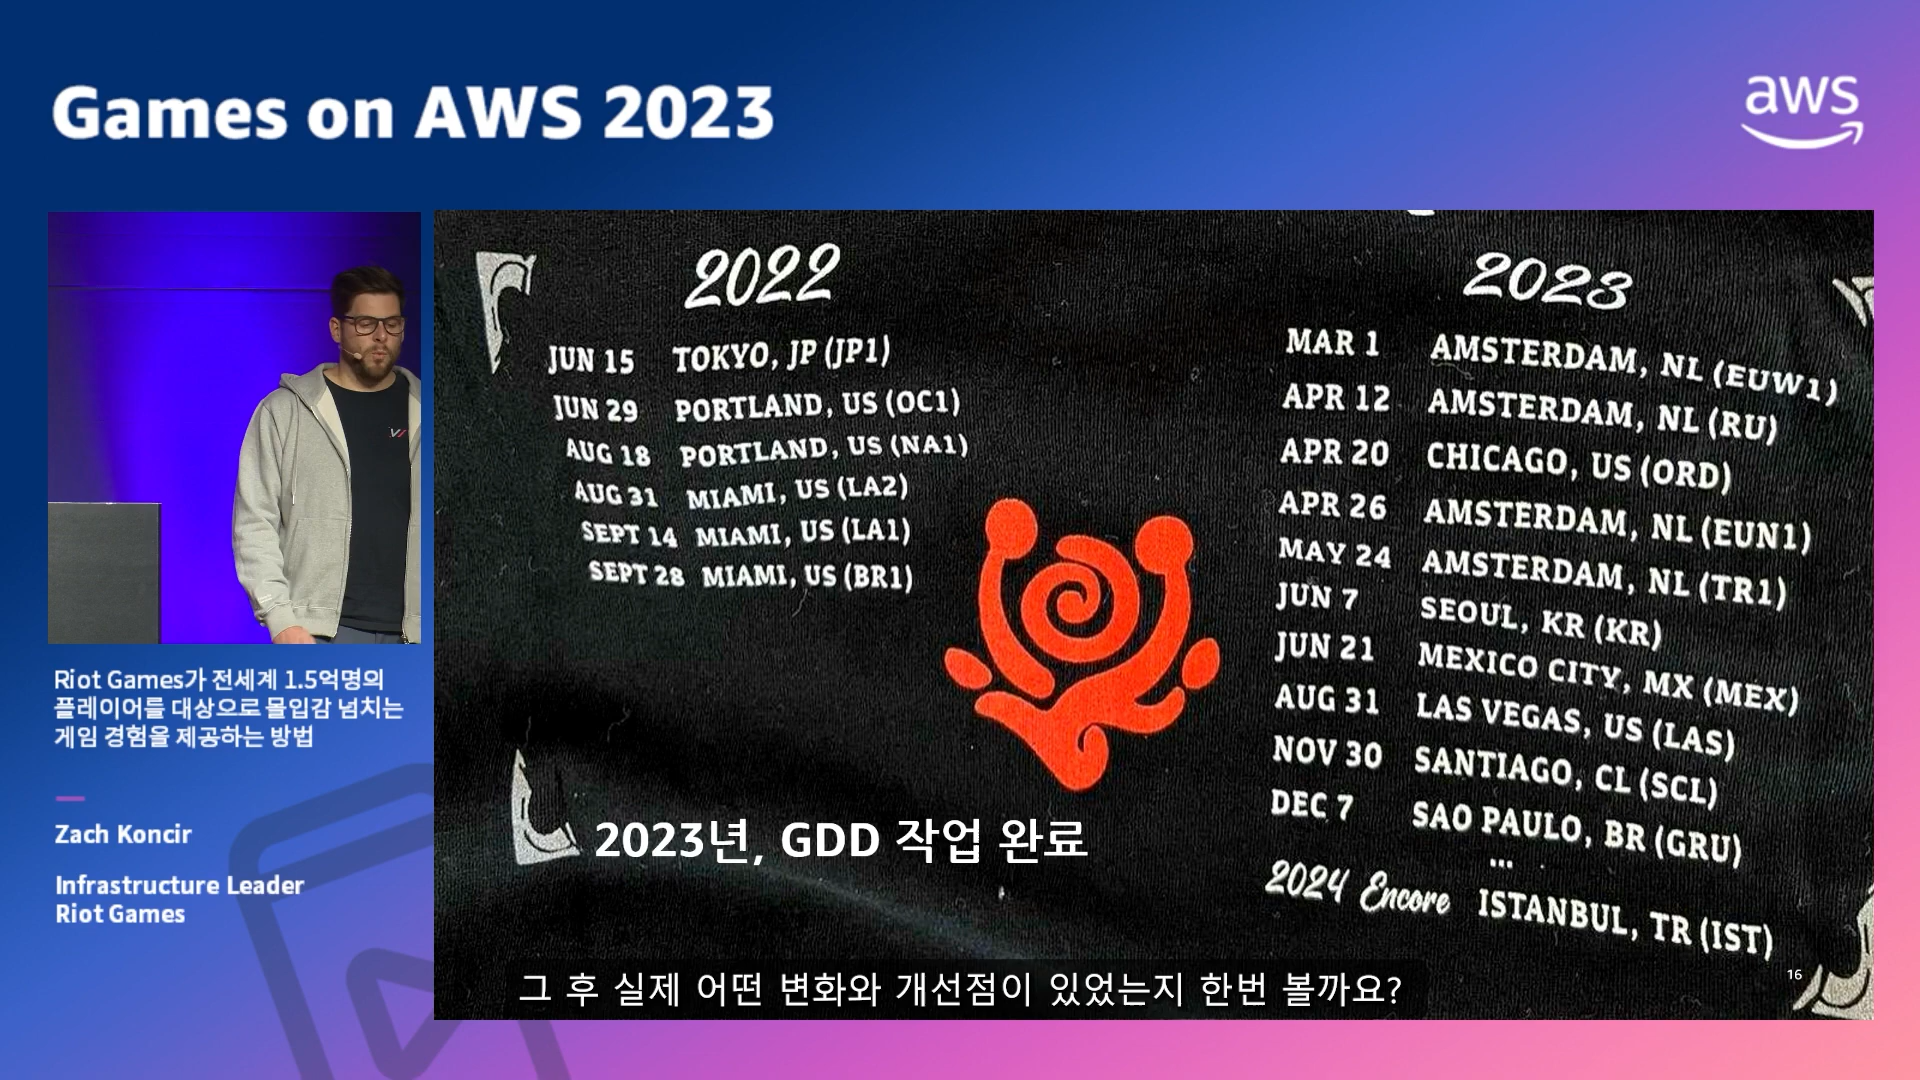 Games on AWS 2023
aws
2022
JUN 15 TOKYO, JP (JP1)
JUN 29 PORTLAND, US (OC1)
AUG 18 PORTLAND, US (NA1)
AUG 31 MIAMI, US (LA2)
SEPT 14 MIAMI, US (LA1)
SEPT 28 MIAMI, US (BR1)
2023
MAR 1 AMSTERDAM, NL (EUW1)
APR 12 AMSTERDAM, NL (RU)
APR 20 CHICAGO, US (ORD)
APR 26 AMSTERDAM, NL (EUN1)
MAY 24 AMSTERDAM, NL (TR1)
JUN 7 SEOUL, KR (KR)
JUN 21 MEXICO CITY, MX (MEX)
AUG 31 LAS VEGAS, US (LAS)
NOV 30 SANTIAGO, CL (SCL)
DEC 7 SAO PAULO, BR (GRU)
...
2024 Encore ISTANBUL, TR (IST)
2023년, GDD 작업 완료
16
그 후 실제 어떤 변화와 개선점이 있었는지 한번 볼까요?
Riot Games가 전세계 1.5억명의
플레이어를 대상으로 몰입감 넘치는
게임 경험을 제공하는 방법
Zach Koncir
Infrastructure Leader
Riot Games